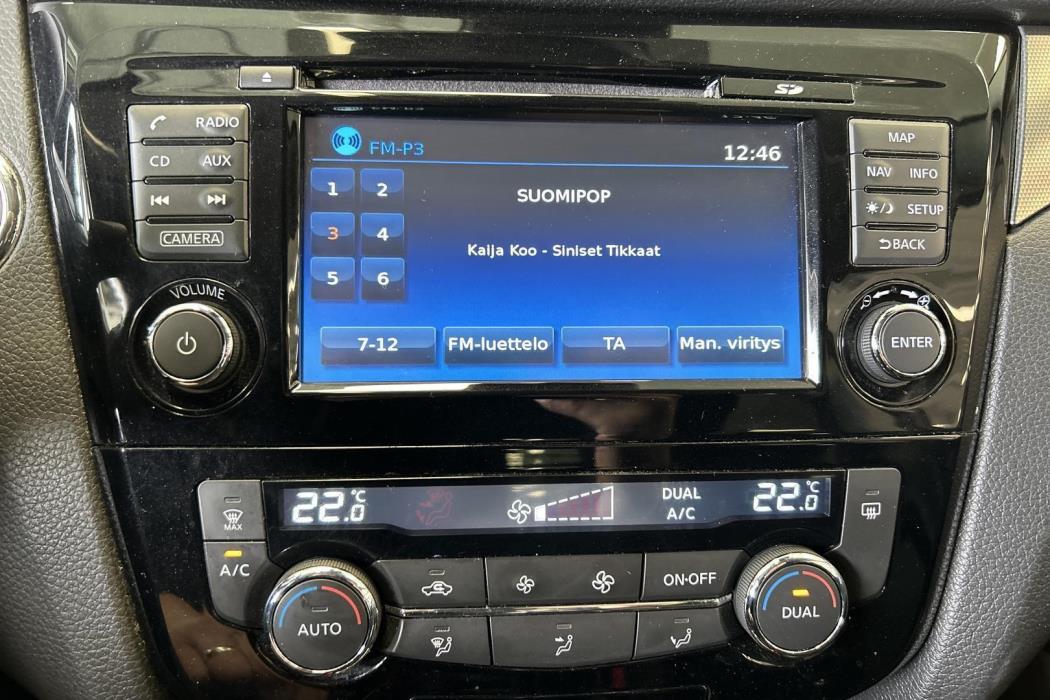 SD
RADIO
CD AUX
CAMERA
VOLUME
FM-P3 12:46
1 2
SUOMIPOP
3 4
Kaija Koo - Siniset Tikkaat
5 6
7-12 FM-luettelo TA Man. viritys
MAP
NAV INFO
SETUP
BACK
ENTER
22.0 °C
DUAL
A/C
22.0 °C
MAX
A/C
AUTO
ON·OFF
DUAL